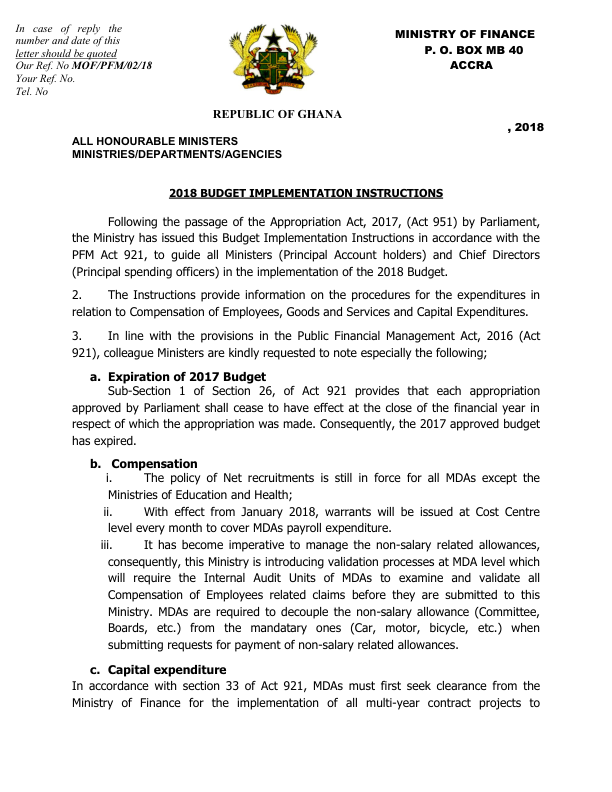 In case of reply the
number and date of this
letter should be quoted
Our Ref. No MOF/PFM/02/18
Your Ref. No.
Tel. No
MINISTRY OF FINANCE
P. O. BOX MB 40
ACCRA
REPUBLIC OF GHANA
, 2018
ALL HONOURABLE MINISTERS
MINISTRIES/DEPARTMENTS/AGENCIES
2018 BUDGET IMPLEMENTATION INSTRUCTIONS
Following the passage of the Appropriation Act, 2017, (Act 951) by Parliament,
the Ministry has issued this Budget Implementation Instructions in accordance with the
PFM Act 921, to guide all Ministers (Principal Account holders) and Chief Directors
(Principal spending officers) in the implementation of the 2018 Budget.
2. The Instructions provide information on the procedures for the expenditures in
relation to Compensation of Employees, Goods and Services and Capital Expenditures.
3. In line with the provisions in the Public Financial Management Act, 2016 (Act
921), colleague Ministers are kindly requested to note especially the following;
a. Expiration of 2017 Budget
Sub-Section 1 of Section 26, of Act 921 provides that each appropriation
approved by Parliament shall cease to have effect at the close of the financial year in
respect of which the appropriation was made. Consequently, the 2017 approved budget
has expired.
b. Compensation
i. The policy of Net recruitments is still in force for all MDAs except the
Ministries of Education and Health;
ii. With effect from January 2018, warrants will be issued at Cost Centre
level every month to cover MDAs payroll expenditure.
iii. It has become imperative to manage the non-salary related allowances,
consequently, this Ministry is introducing validation processes at MDA level which
will require the Internal Audit Units of MDAs to examine and validate all
Compensation of Employees related claims before they are submitted to this
Ministry. MDAs are required to decouple the non-salary allowance (Committee,
Boards, etc.) from the mandatary ones (Car, motor, bicycle, etc.) when
submitting requests for payment of non-salary related allowances.
c. Capital expenditure
In accordance with section 33 of Act 921, MDAs must first seek clearance from the
Ministry of Finance for the implementation of all multi-year contract projects to